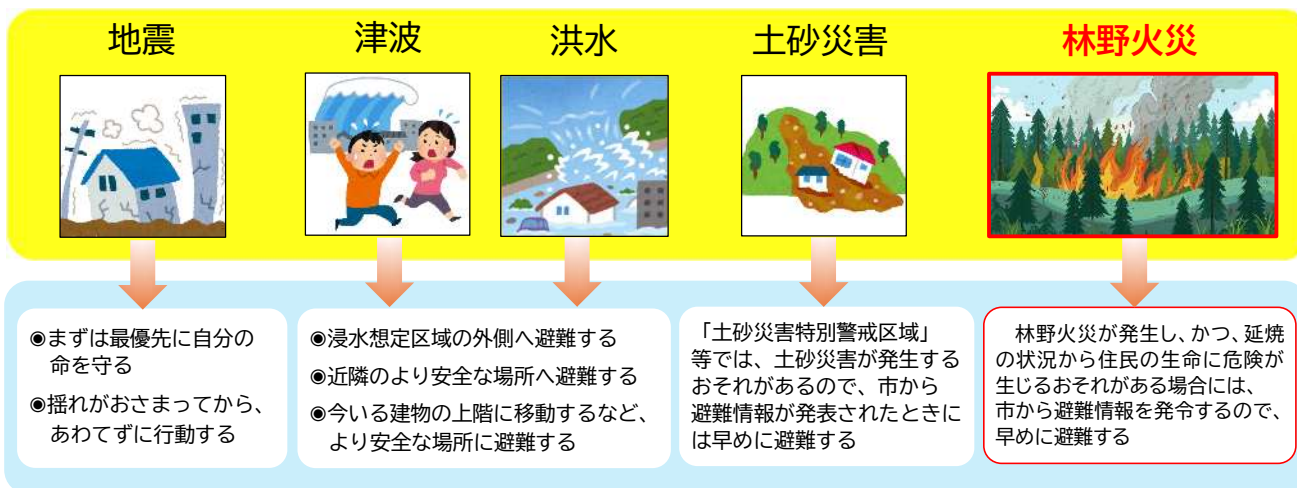 地震
津波
洪水
土砂災害
林野火災
◉まずは最優先に自分の
命を守る
◉揺れがおさまってから、
あわてずに行動する
◉浸水想定区域の外側へ避難する
◉近隣のより安全な場所へ避難する
◉今いる建物の上階に移動するなど、
より安全な場所に避難する
「土砂災害特別警戒区域」
等では、土砂災害が発生する
おそれがあるので、市から
避難情報が発表されたときに
は早めに避難する
林野火災が発生し、かつ、延焼
の状況から住民の生命に危険が
生じるおそれがある場合には、
市から避難情報を発令するので、
早めに避難する